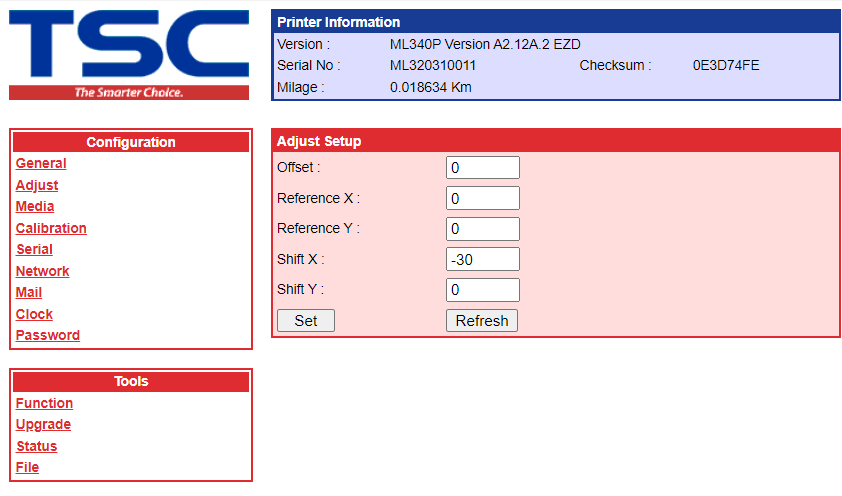 TSC
The Smarter Choice.
Printer Information
Version : ML340P Version A2.12A.2 EZD
Serial No : ML320310011 Checksum : 0E3D74FE
Milage : 0.018634 Km
Configuration
General
Adjust
Media
Calibration
Serial
Network
Mail
Clock
Password
Tools
Function
Upgrade
Status
File
Adjust Setup
Offset : 0
Reference X : 0
Reference Y : 0
Shift X : -30
Shift Y : 0
Set Refresh